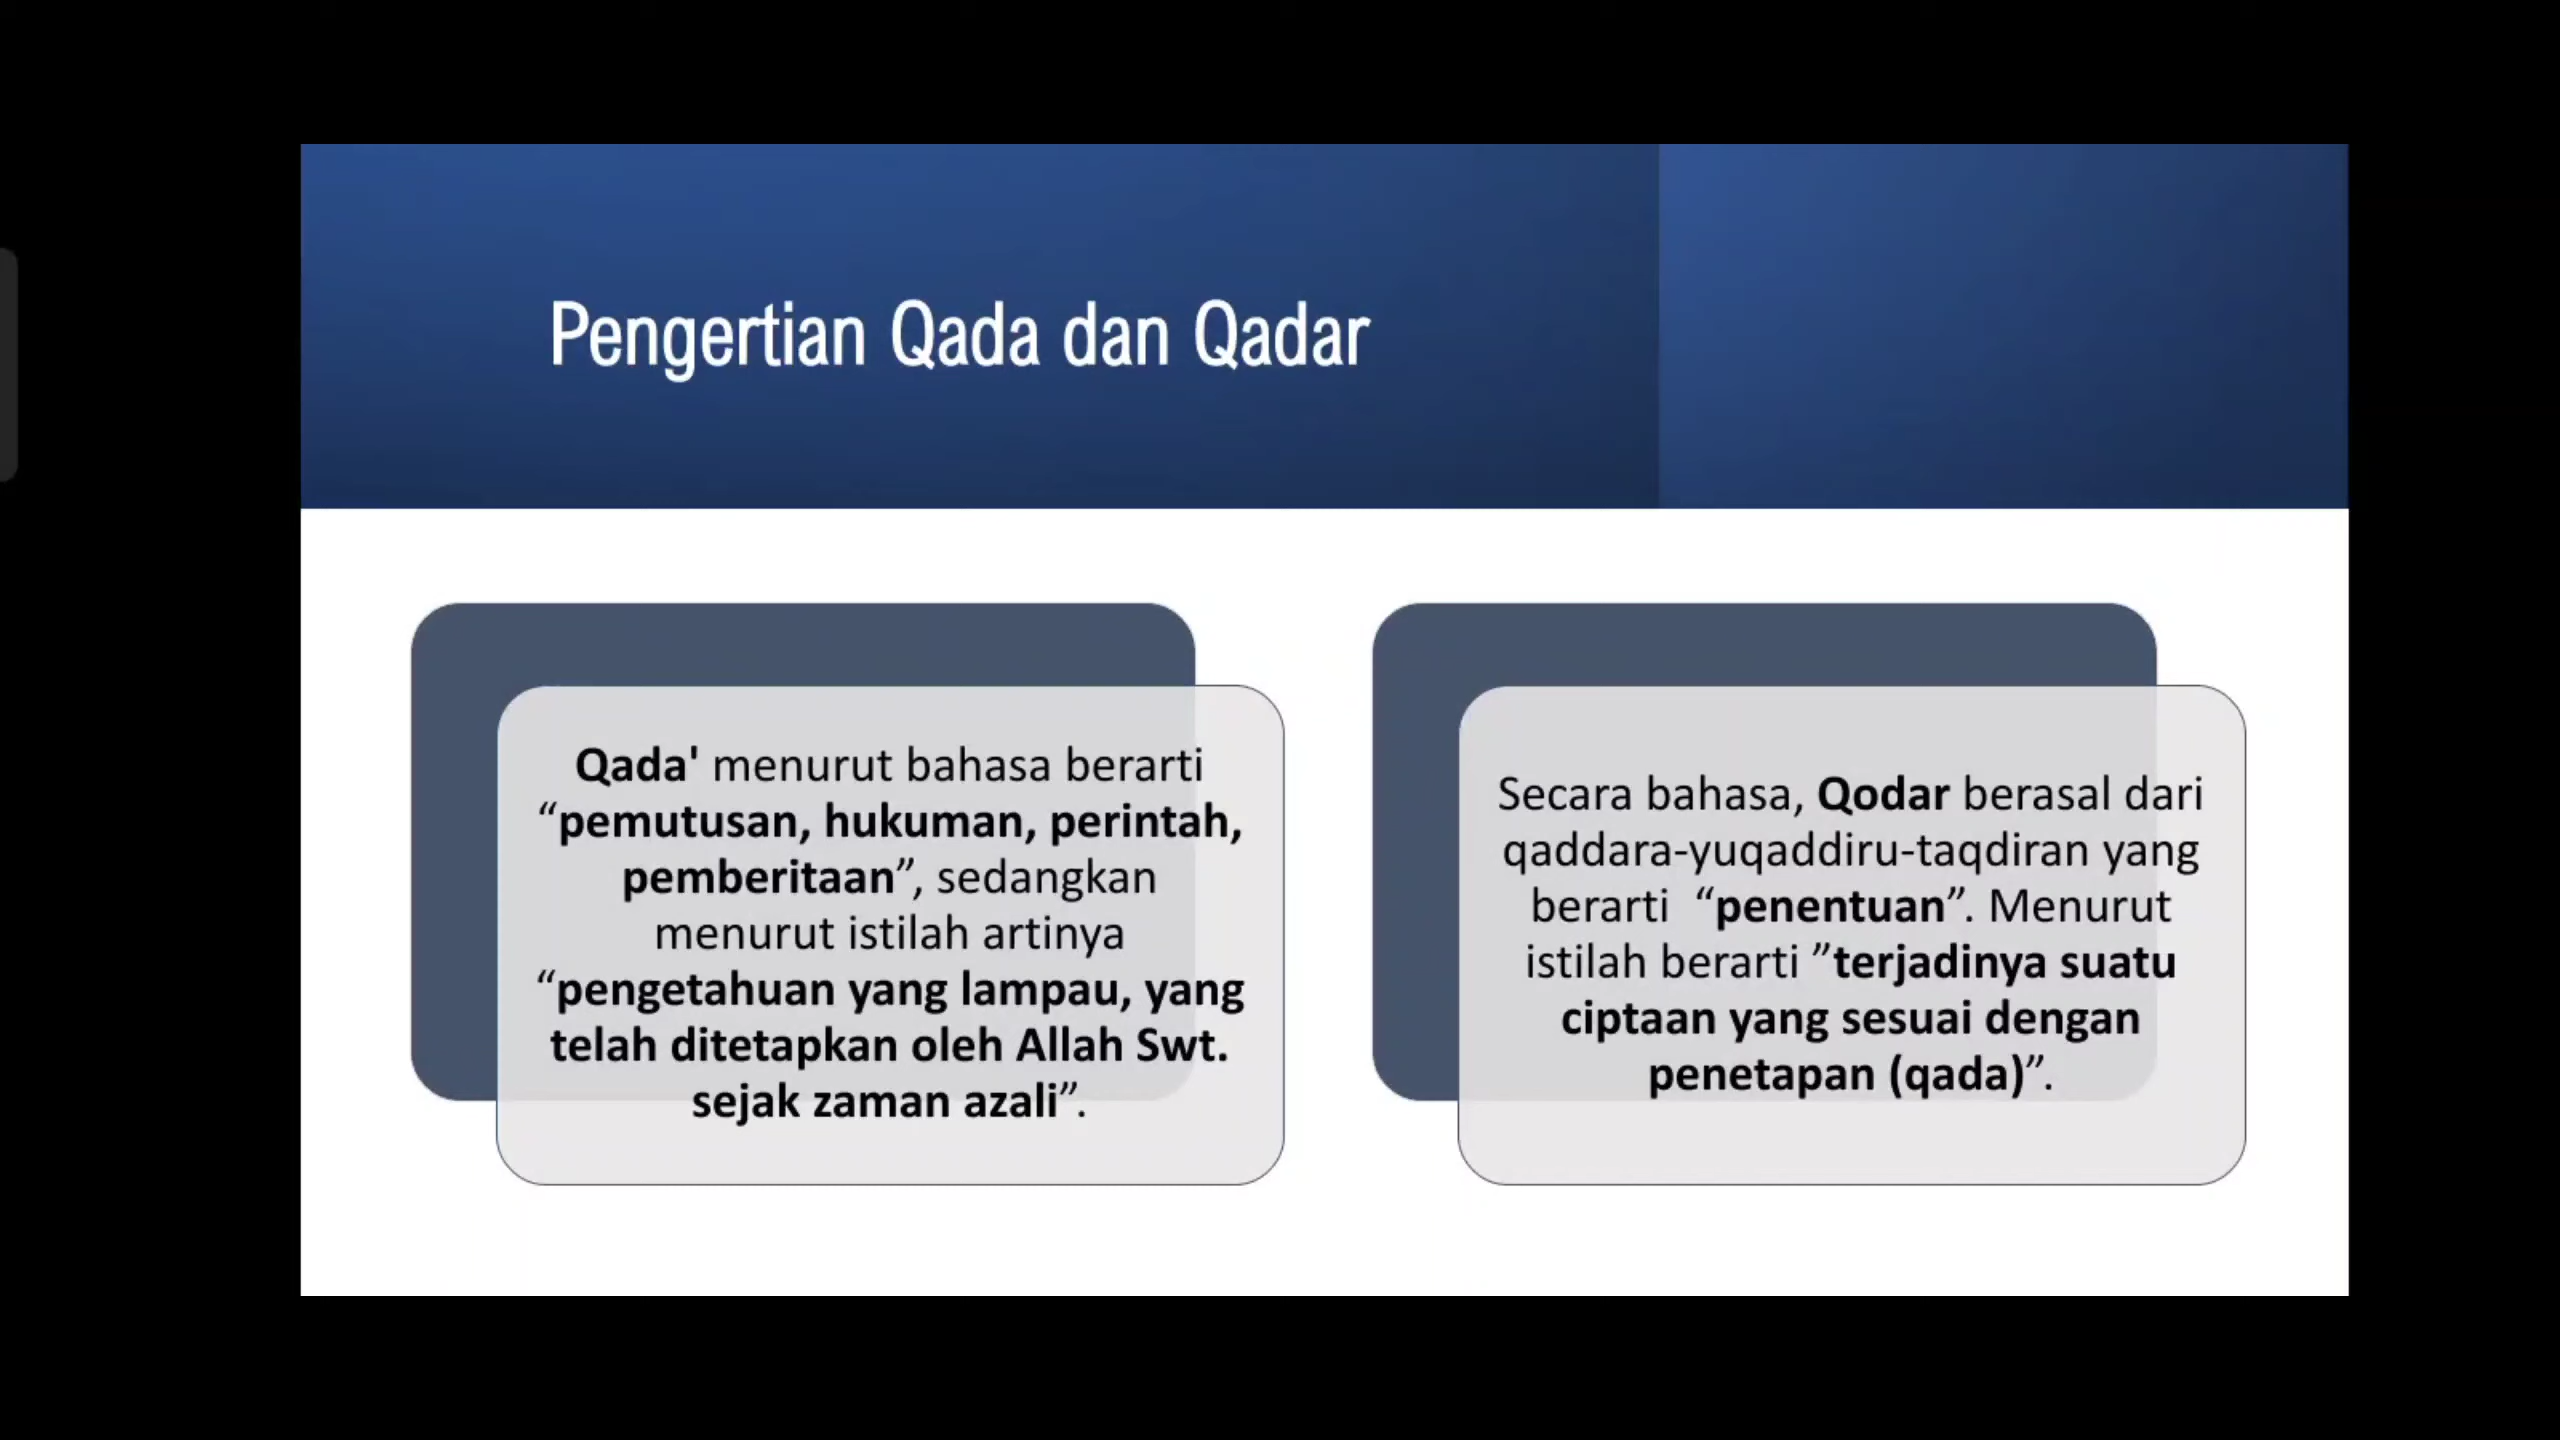 Pengertian Qada dan Qadar
Qada' menurut bahasa berarti
“pemutusan, hukuman, perintah,
pemberitaan”, sedangkan
menurut istilah artinya
“pengetahuan yang lampau, yang
telah ditetapkan oleh Allah Swt.
sejak zaman azali”.
Secara bahasa, Qodar berasal dari
qaddara-yuqaddiru-taqdiran yang
berarti  “penentuan”. Menurut
istilah berarti ”terjadinya suatu
ciptaan yang sesuai dengan
penetapan (qada)”.